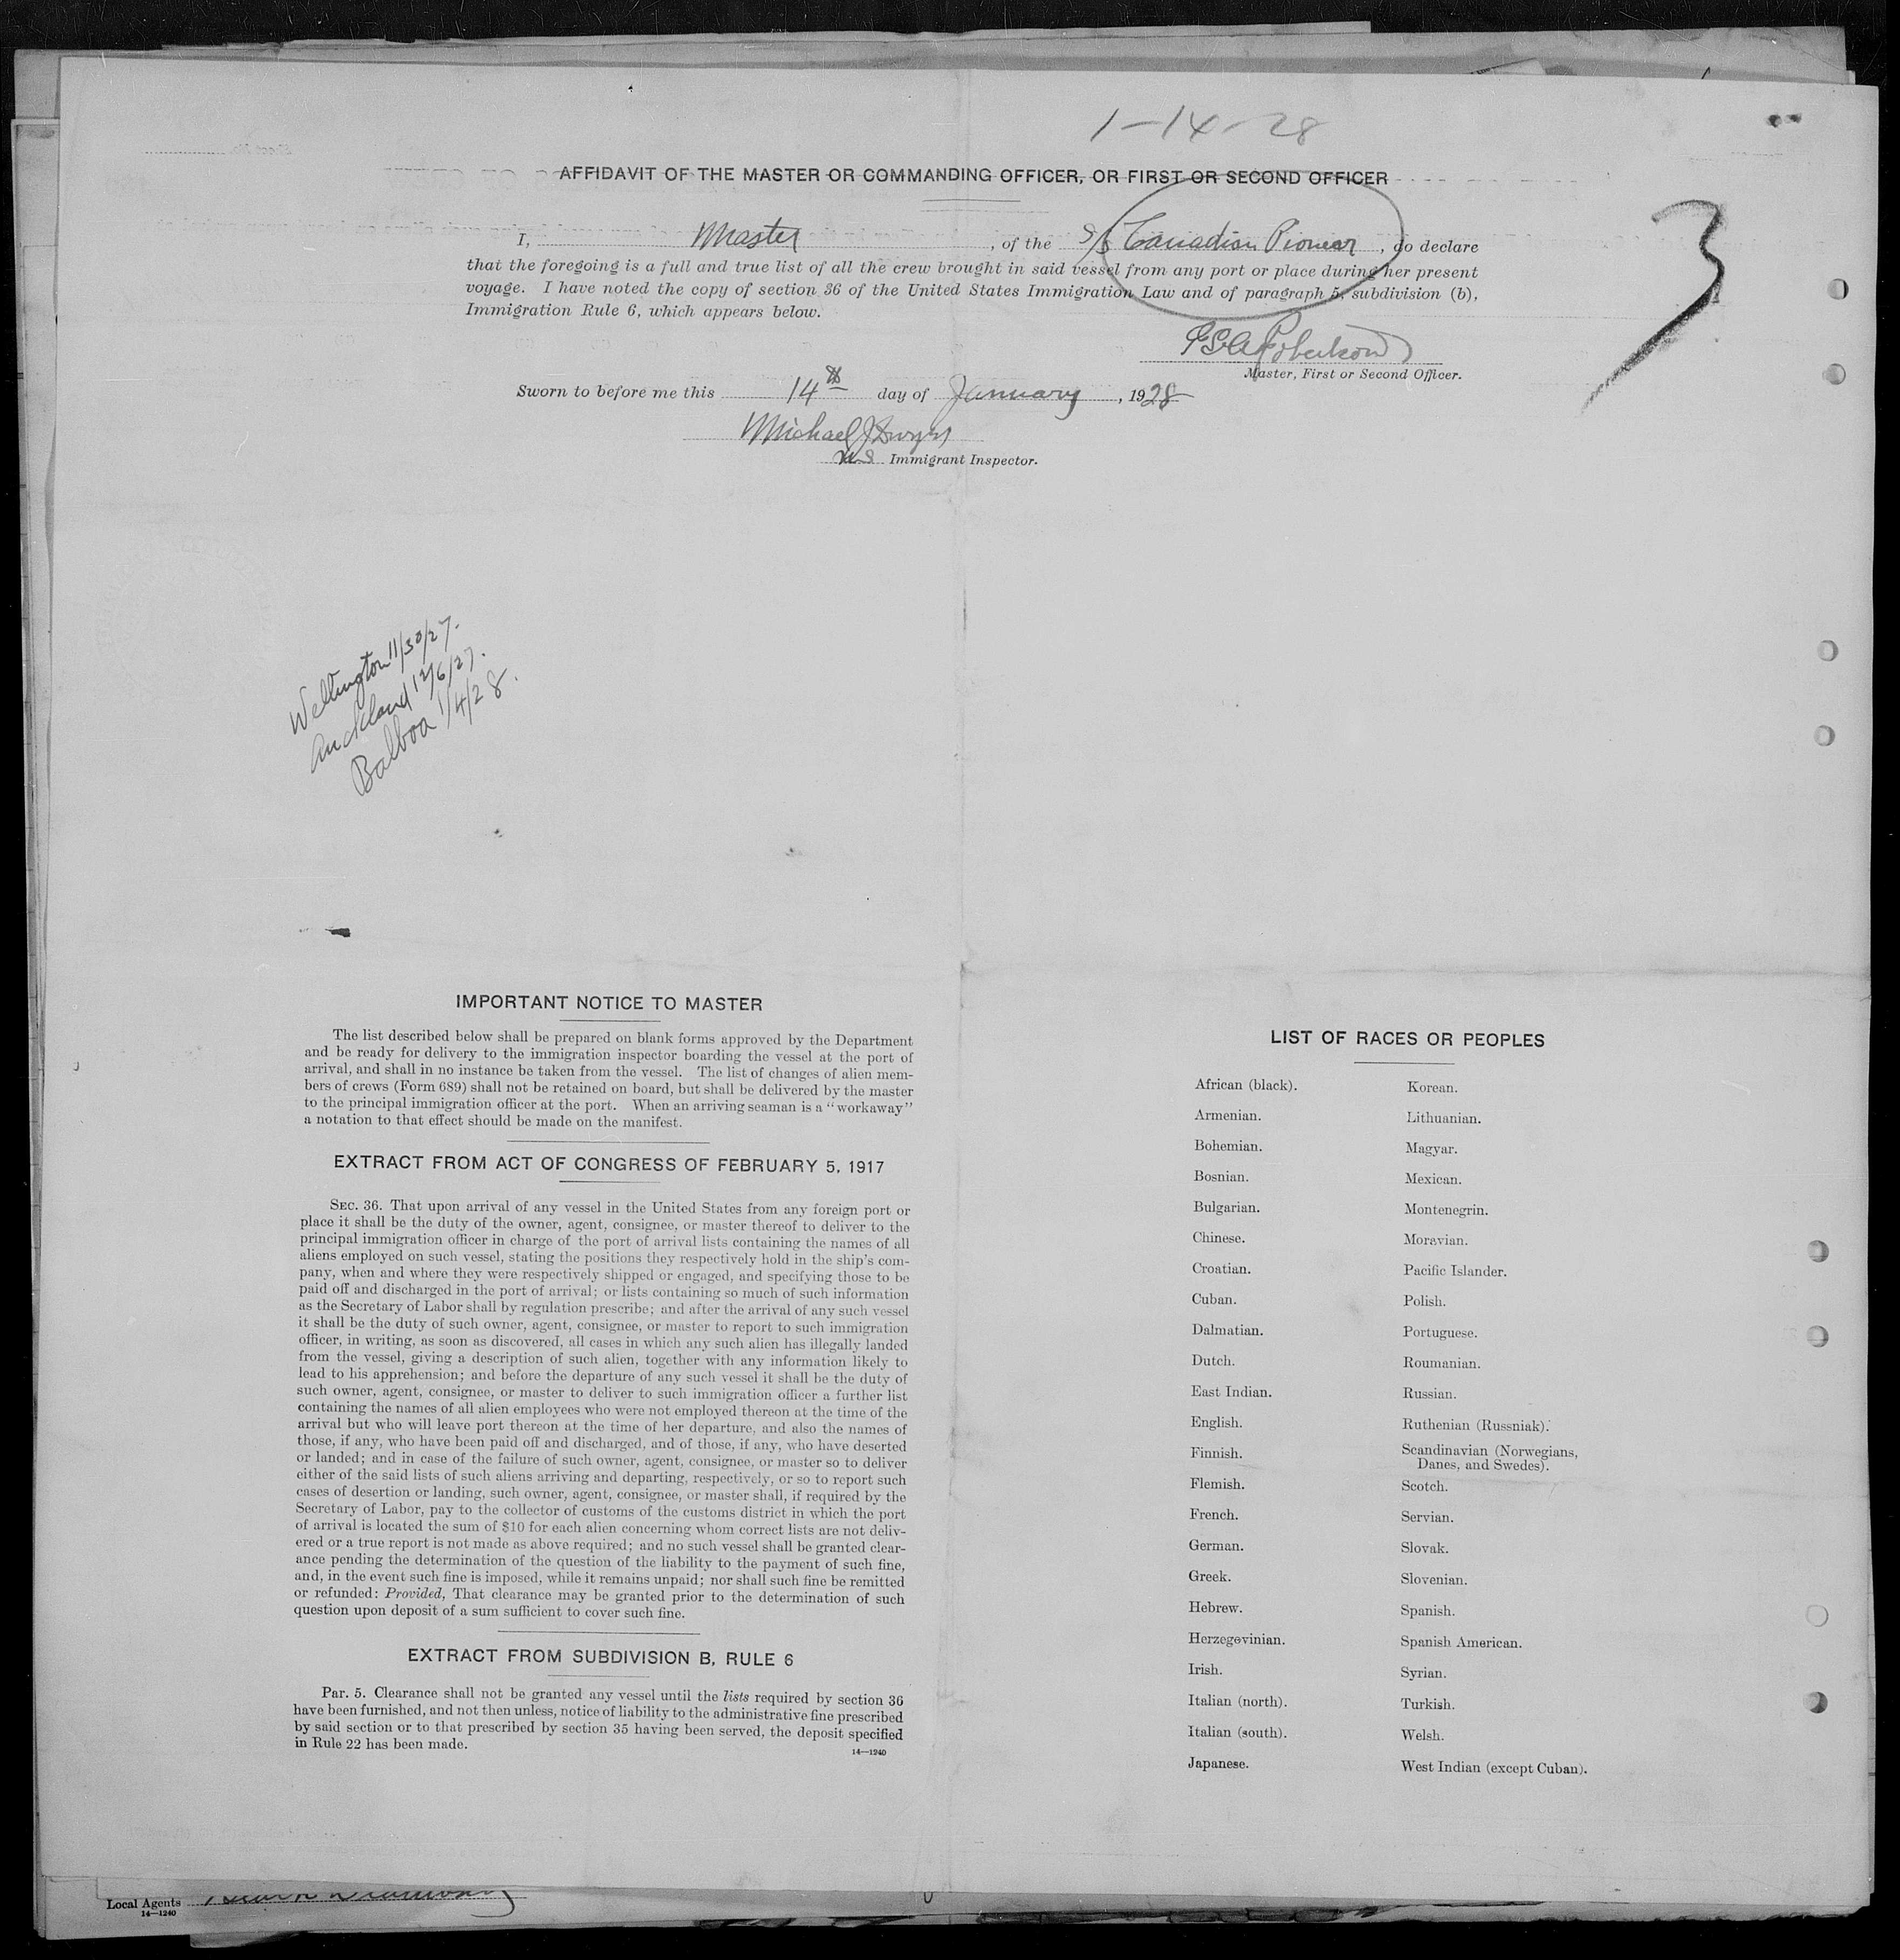 1-14-28
AFFIDAVIT OF THE MASTER OR COMMANDING OFFICER, OR FIRST OR SECOND OFFICER
I, Master, of the S/S Canadian Pioneer, do declare
that the foregoing is a full and true list of all the crew brought in said vessel from any port or place during her present
voyage. I have noted the copy of section 36 of the United States Immigration Law and of paragraph 5, subdivision (b),
Immigration Rule 6, which appears below.
3
Robertson
Master, First or Second Officer.
Sworn to before me this 14th day of January, 1928
Michael J Dwyer
US Immigrant Inspector.
Wellington 11/30/27.
Auckland 12/6/27.
Balboa 1/4/28.
IMPORTANT NOTICE TO MASTER
The list described below shall be prepared on blank forms approved by the Department
and be ready for delivery to the immigration inspector boarding the vessel at the port of
arrival, and shall in no instance be taken from the vessel. The list of changes of alien mem-
bers of crews (Form 689) shall not be retained on board, but shall be delivered by the master
to the principal immigration officer at the port. When an arriving seaman is a "workaway"
a notation to that effect should be made on the manifest.
EXTRACT FROM ACT OF CONGRESS OF FEBRUARY 5, 1917
SEC. 36. That upon arrival of any vessel in the United States from any foreign port or
place it shall be the duty of the owner, agent, consignee, or master thereof to deliver to the
principal immigration officer in charge of the port of arrival lists containing the names of all
aliens employed on such vessel, stating the positions they respectively hold in the ship's com-
pany, when and where they were respectively shipped or engaged, and specifying those to be
paid off and discharged in the port of arrival; or lists containing so much of such information
as the Secretary of Labor shall by regulation prescribe; and after the arrival of any such vessel
it shall be the duty of such owner, agent, consignee, or master to report to such immigration
officer, in writing, as soon as discovered, all cases in which any such alien has illegally landed
from the vessel, giving a description of such alien, together with any information likely to
lead to his apprehension; and before the departure of any such vessel it shall be the duty of
such owner, agent, consignee, or master to deliver to such immigration officer a further list
containing the names of all alien employees who were not employed thereon at the time of the
arrival but who will leave port thereon at the time of her departure, and also the names of
those, if any, who have been paid off and discharged, and of those, if any, who have deserted
or landed; and in case of the failure of such owner, agent, consignee, or master so to deliver
either of the said lists of such aliens arriving and departing, respectively, or so to report such
cases of desertion or landing, such owner, agent, consignee, or master shall, if required by the
Secretary of Labor, pay to the collector of customs of the customs district in which the port
of arrival is located the sum of $10 for each alien concerning whom correct lists are not deliv-
ered or a true report is not made as above required; and no such vessel shall be granted clear-
ance pending the determination of the question of the liability to the payment of such fine,
and, in the event such fine is imposed, while it remains unpaid; nor shall such fine be remitted
or refunded: Provided, That clearance may be granted prior to the determination of such
question upon deposit of a sum sufficient to cover such fine.
EXTRACT FROM SUBDIVISION B, RULE 6
Par. 5. Clearance shall not be granted any vessel until the lists required by section 36
have been furnished, and not then unless, notice of liability to the administrative fine prescribed
by said section or to that prescribed by section 35 having been served, the deposit specified
in Rule 22 has been made.
14—1240
LIST OF RACES OR PEOPLES
African (black).
Armenian.
Bohemian.
Bosnian.
Bulgarian.
Chinese.
Croatian.
Cuban.
Dalmatian.
Dutch.
East Indian.
English.
Finnish.
Flemish.
French.
German.
Greek.
Hebrew.
Herzegovinian.
Irish.
Italian (north).
Italian (south).
Japanese.
Korean.
Lithuanian.
Magyar.
Mexican.
Montenegrin.
Moravian.
Pacific Islander.
Polish.
Portuguese.
Roumanian.
Russian.
Ruthenian (Russniak).
Scandinavian (Norwegians,
Danes, and Swedes).
Scotch.
Servian.
Slovak.
Slovenian.
Spanish.
Spanish American.
Syrian.
Turkish.
Welsh.
West Indian (except Cuban).
Local Agents
14—1240